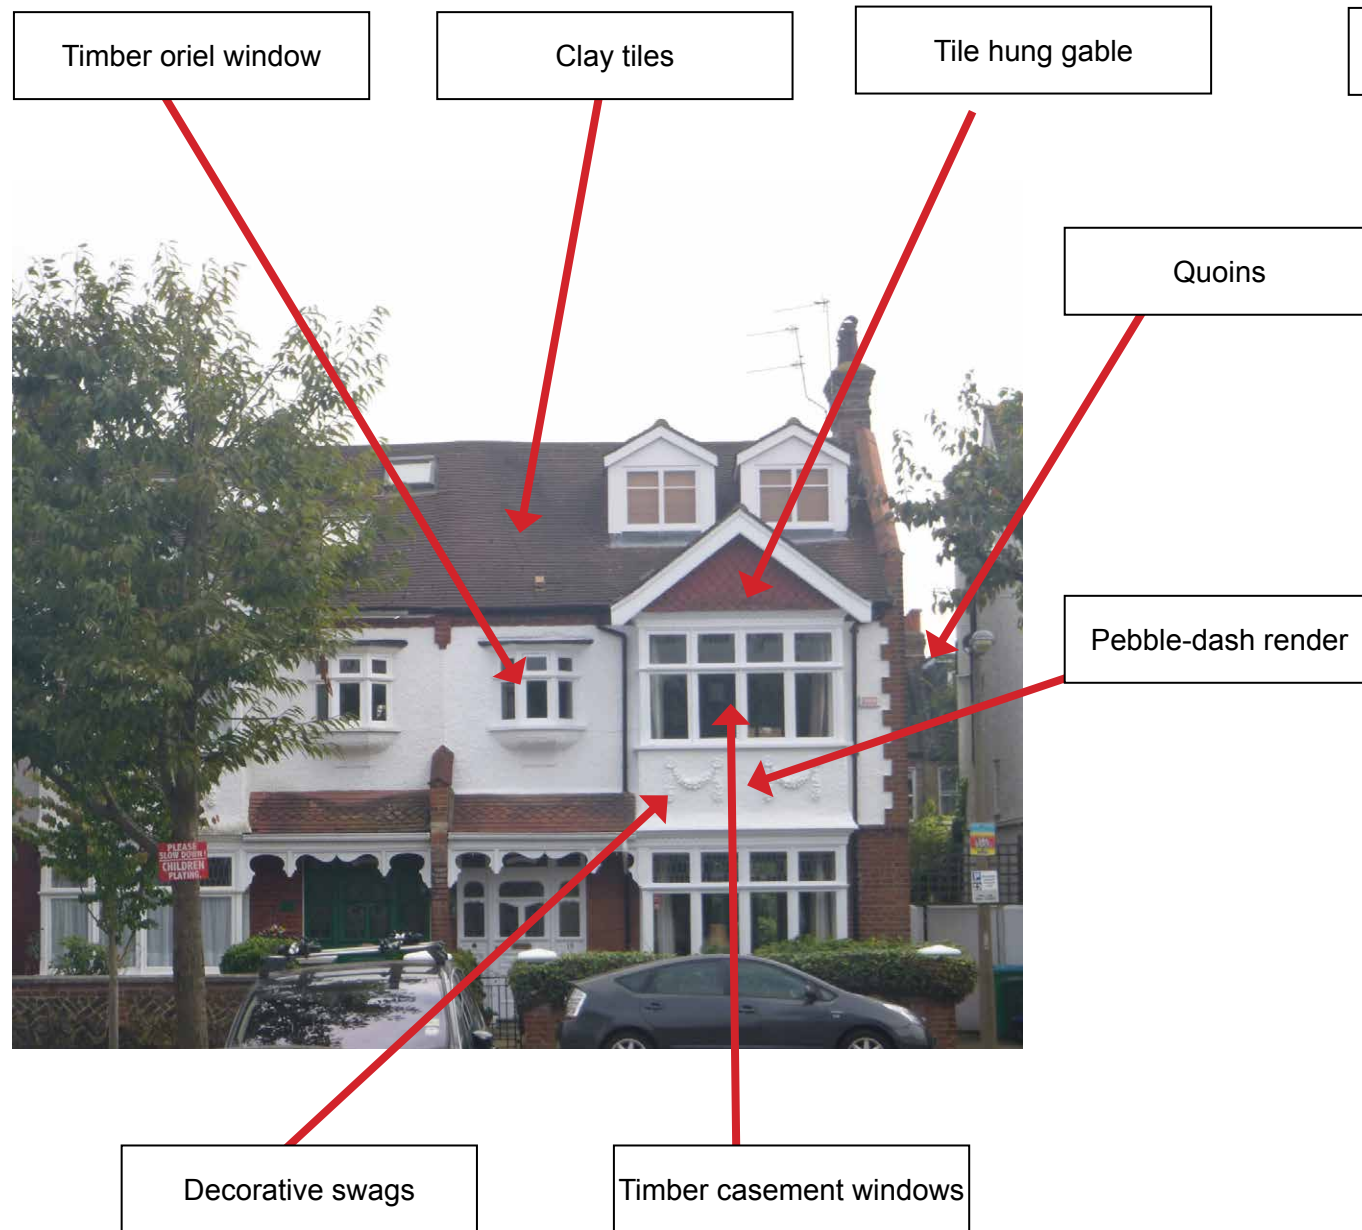 Timber oriel window
Clay tiles
Tile hung gable
Quoins
Pebble-dash render
PLEASE
SLOW DOWN!
CHILDREN
PLAYING.
Decorative swags
Timber casement windows